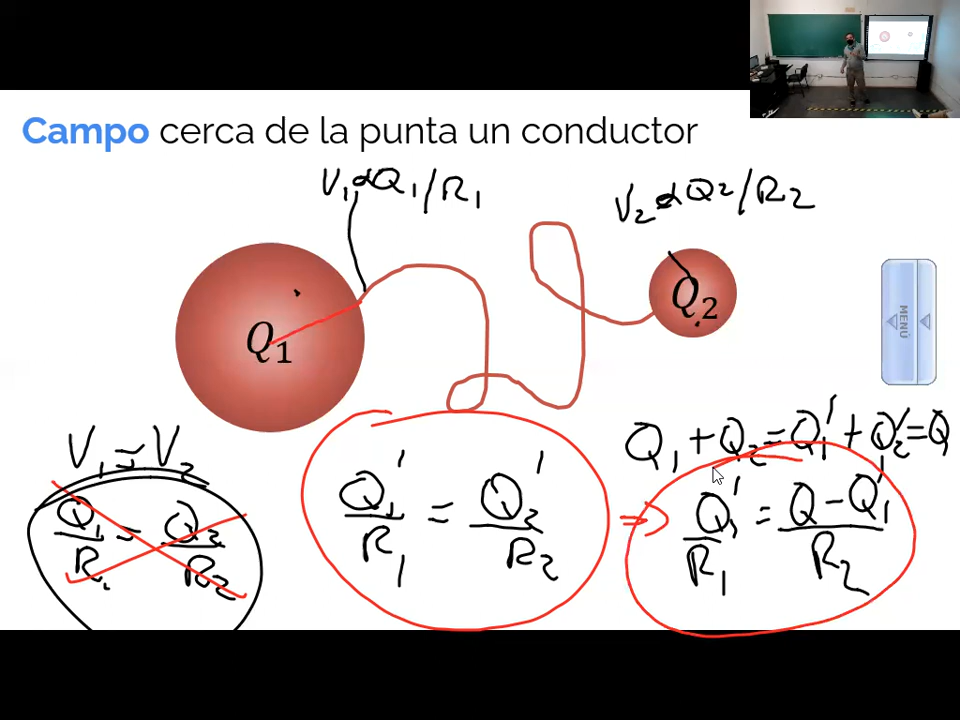 Campo cerca de la punta un conductor
V₁∝Q₁/R₁
V₂∝Q2/R₂
Q₁
Q₂
MENÚ
Q₁+Q₂=Q₁'+Q₂'=Q
V₁=V₂
Q₁/R₁=Q₂/R₂
Q₁'/R₁=Q₂'/R₂
⇒Q₁'/R₁=Q-Q₁'/R₂